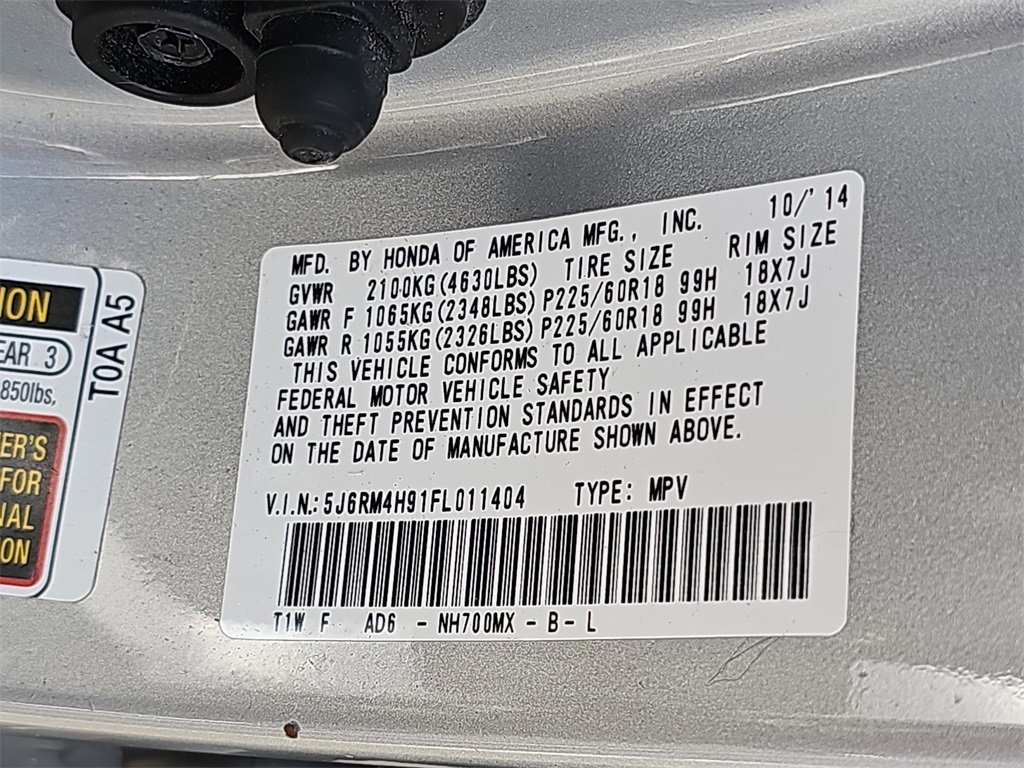 10/'14
MFD. BY HONDA OF AMERICA MFG., INC.
GVWR 2100KG(4630LBS) TIRE SIZE RIM SIZE
GAWR F 1065KG(2348LBS) P225/60R18 99H 18X7J
GAWR R 1055KG(2326LBS) P225/60R18 99H 18X7J
THIS VEHICLE CONFORMS TO ALL APPLICABLE
FEDERAL MOTOR VEHICLE SAFETY
AND THEFT PREVENTION STANDARDS IN EFFECT
ON THE DATE OF MANUFACTURE SHOWN ABOVE.
V.I.N.: 5J6RM4H91FL011404 TYPE: MPV
T1W F AD6 - NH700MX - B - L
ION
EAR 3
850lbs,
ER'S
FOR
NAL
ON
T0A A5